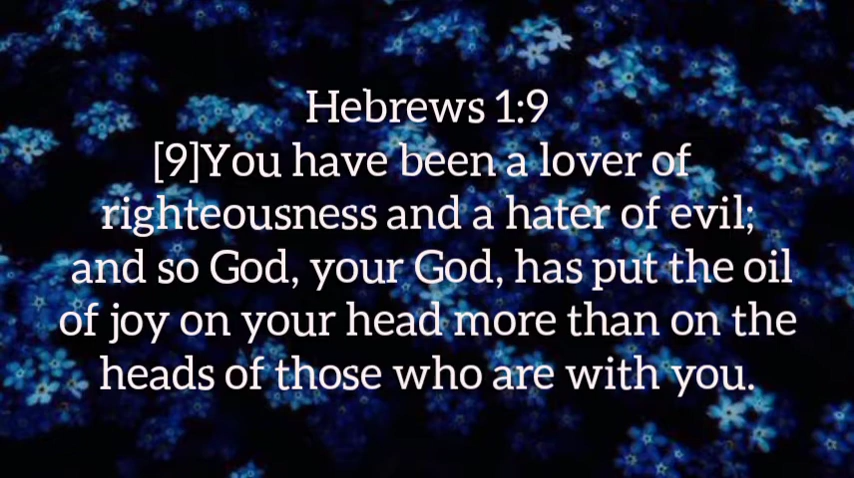 Hebrews 1:9
[9]You have been a lover of
righteousness and a hater of evil;
and so God, your God, has put the oil
of joy on your head more than on the
heads of those who are with you.